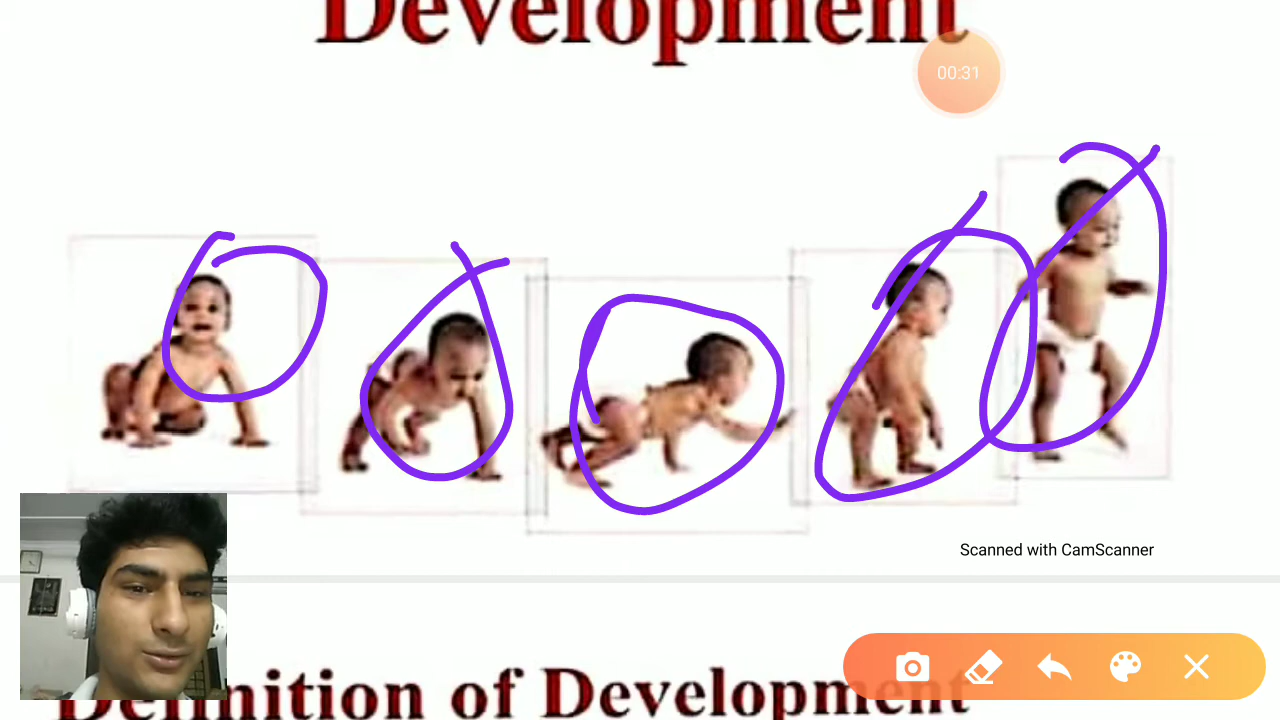 Development
00:31
Scanned with CamScanner
Definition of Development